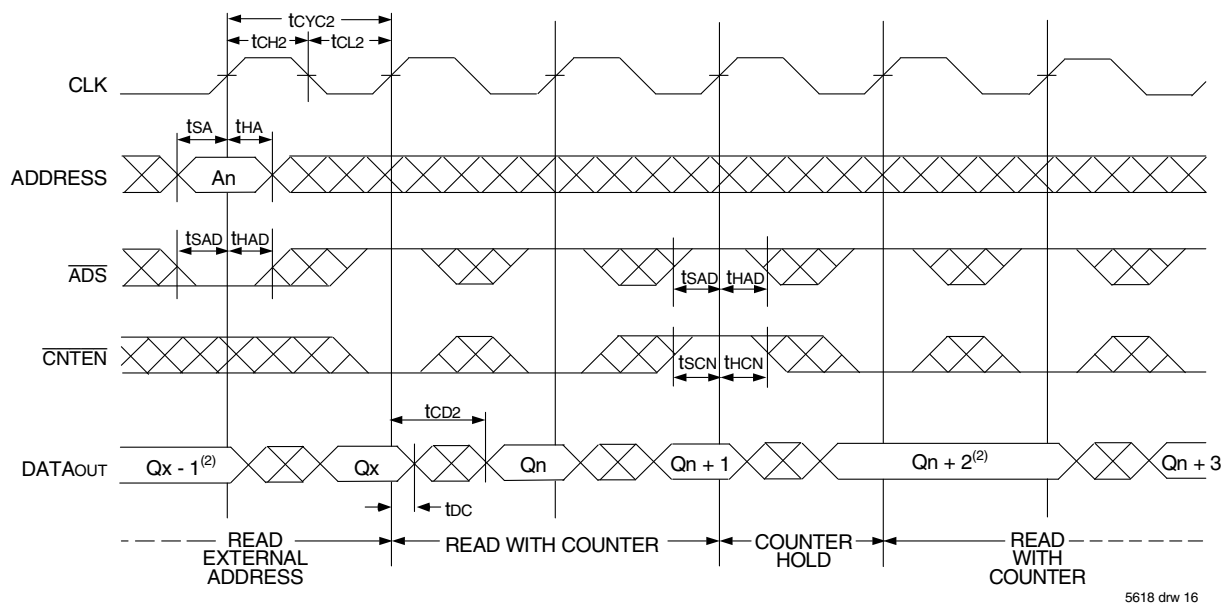 tCYC2
tCH2 tCL2
CLK
tSA tHA
ADDRESS An
tSAD tHAD
ADS tSAD tHAD
CNTEN
tSCN tHCN
tCD2
DATAOUT Qx - 1(2) Qx Qn Qn + 1 Qn + 2(2) Qn + 3
tDC
READ EXTERNAL ADDRESS
READ WITH COUNTER
COUNTER HOLD
READ WITH COUNTER
5618 drw 16